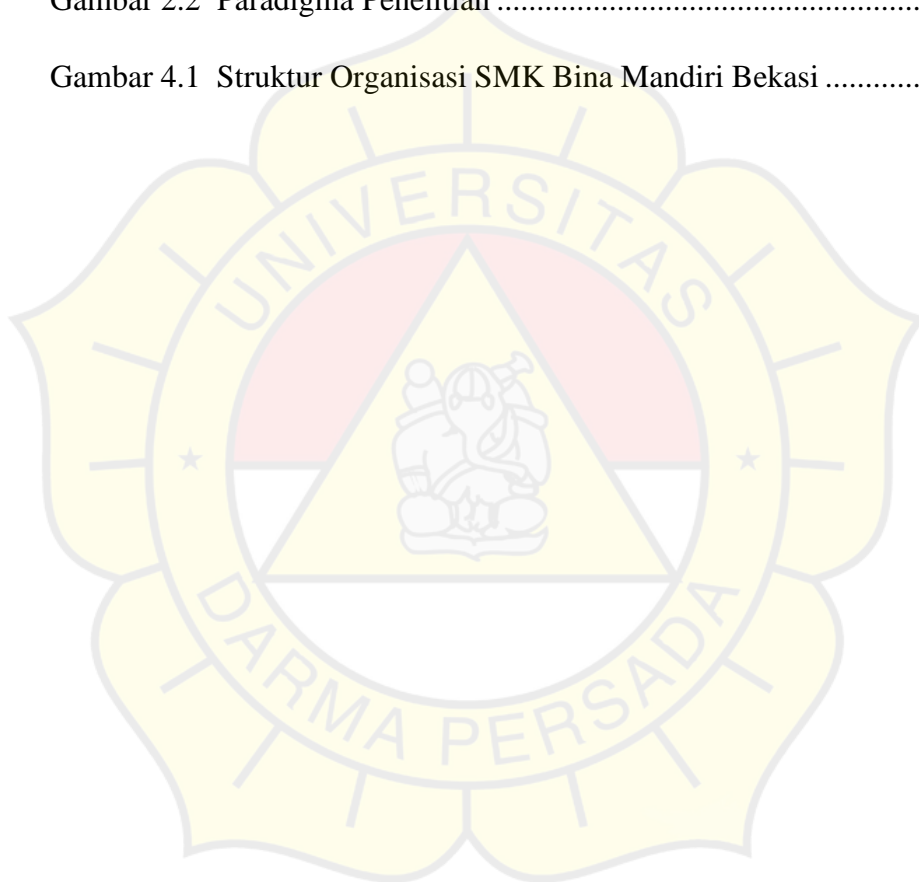 Gambar 2.2 Paradigma Penelitian ......................................................
Gambar 4.1 Struktur Organisasi SMK Bina Mandiri Bekasi ............
UNIVERSITAS
DARMA PERSADA